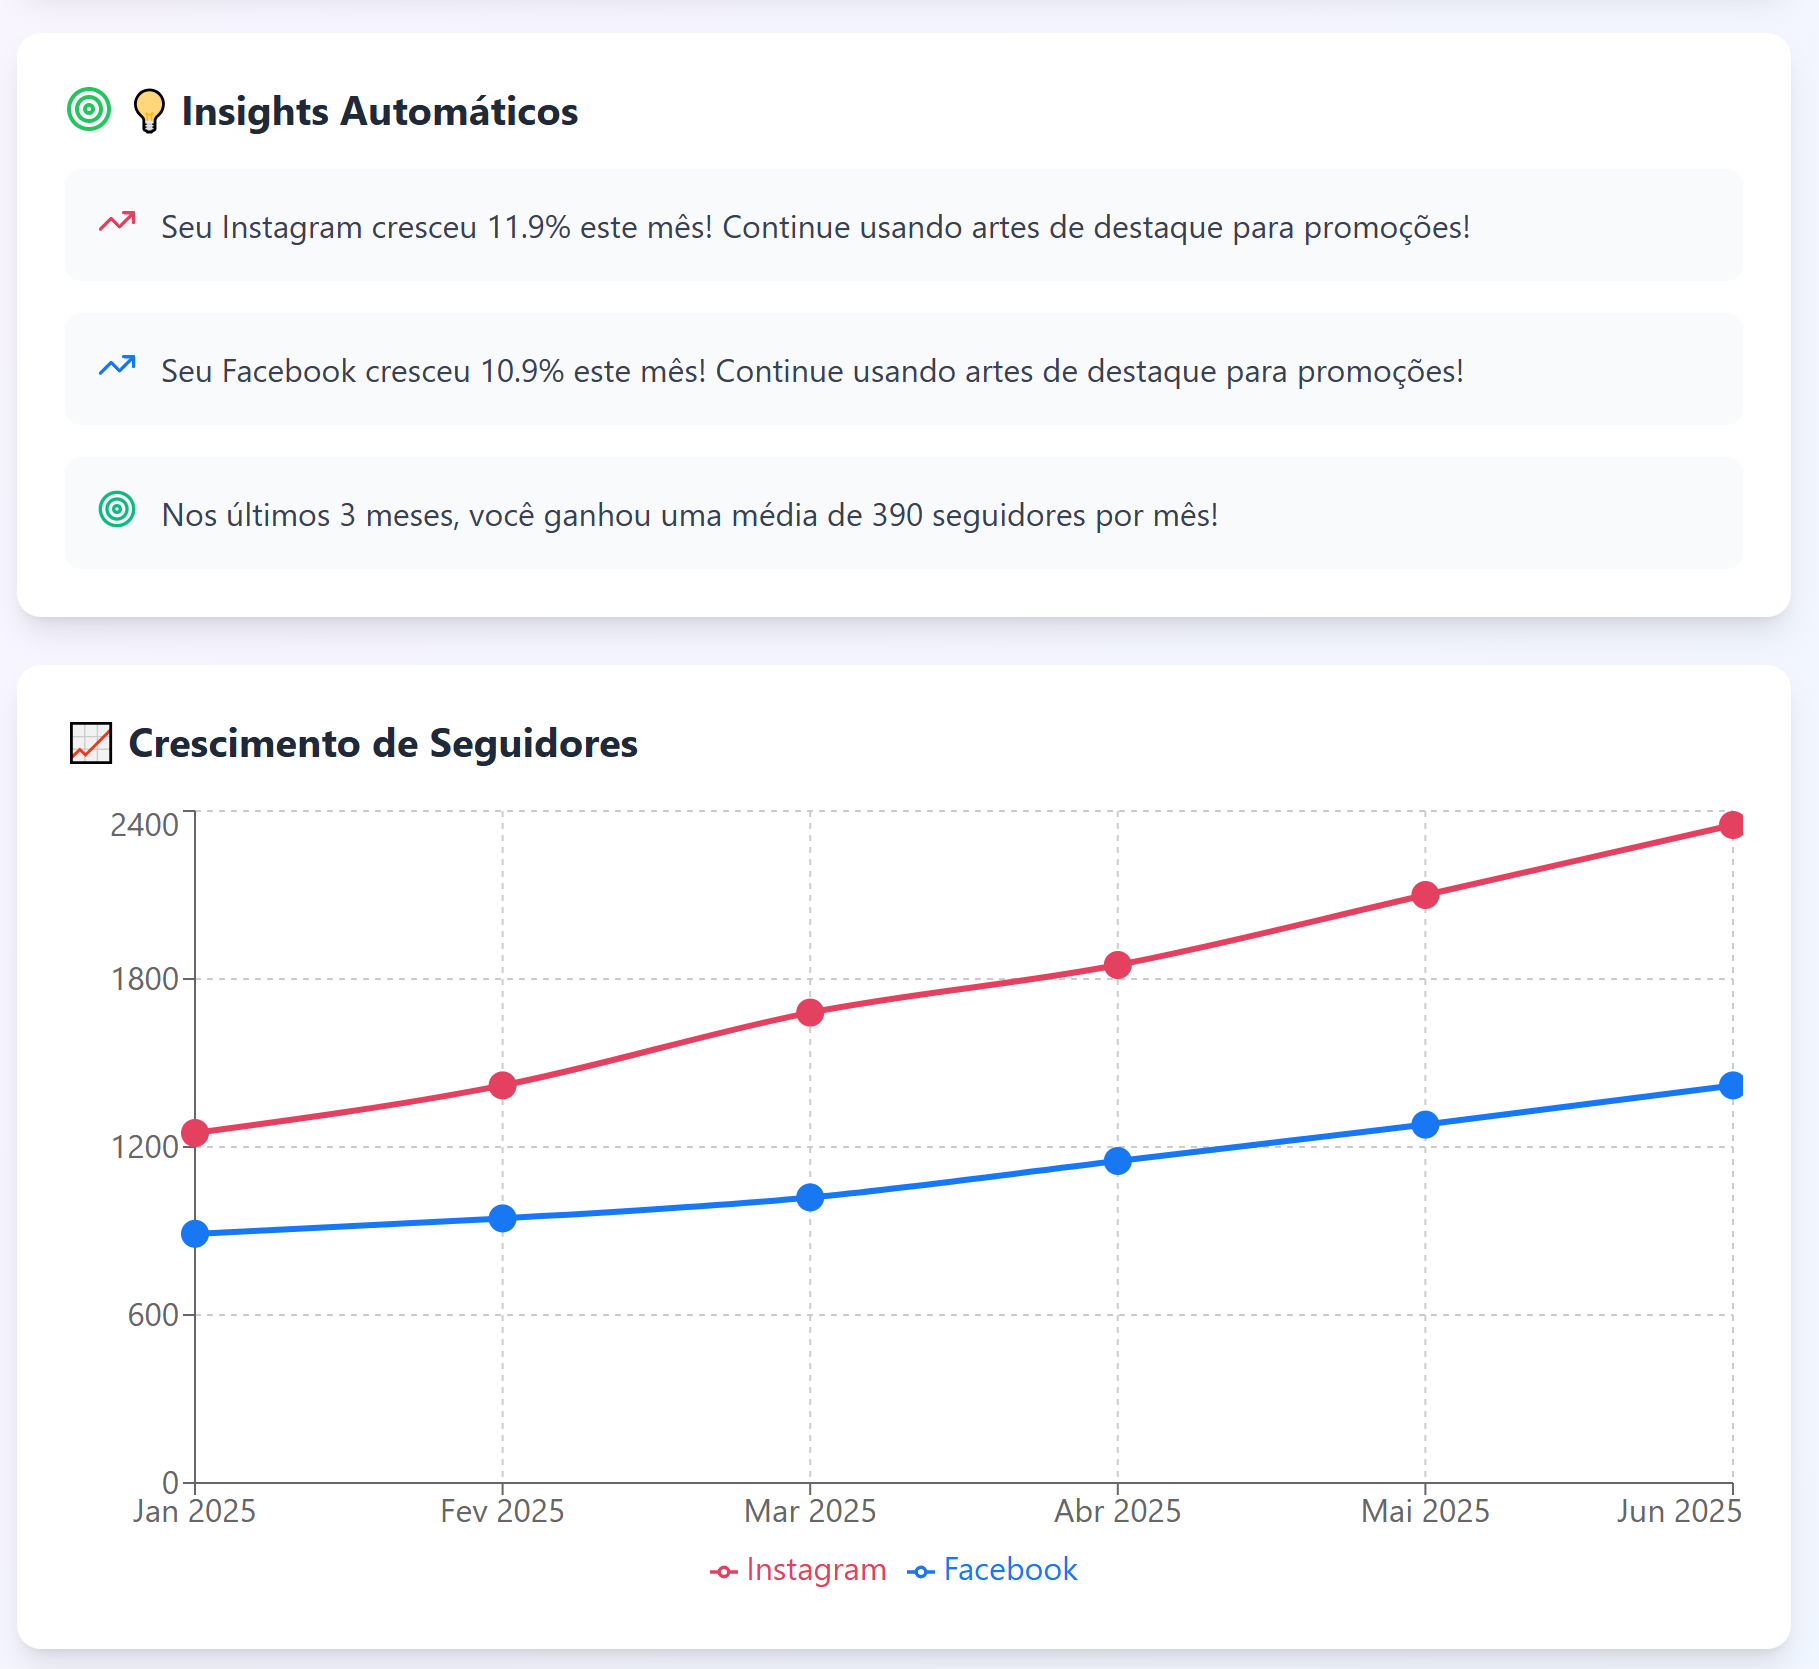 Insights Automáticos
Seu Instagram cresceu 11.9% este mês! Continue usando artes de destaque para promoções!
Seu Facebook cresceu 10.9% este mês! Continue usando artes de destaque para promoções!
Nos últimos 3 meses, você ganhou uma média de 390 seguidores por mês!
Crescimento de Seguidores
2400
1800
1200
600
0
Jan 2025 Fev 2025 Mar 2025 Abr 2025 Mai 2025 Jun 2025
Instagram Facebook